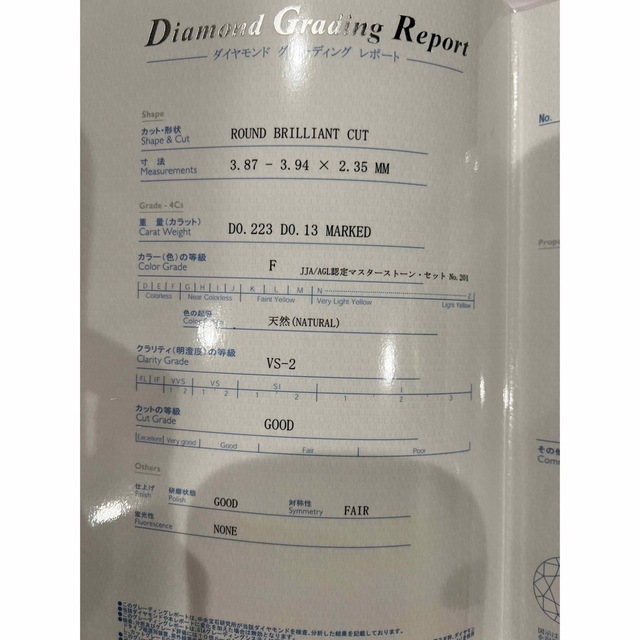 Diamond Grading Report
ダイヤモンド グレーディング レポート
Shape
カット・形状
Shape & Cut
ROUND BRILLIANT CUT
寸 法
Measurements
3.87 - 3.94 × 2.35 MM
Grade - 4Cs
重 量(カラット)
Carat Weight
D0.223 D0.13 MARKED
カラー(色)の等級
Color Grade
F JJA/AGL認定マスターストーン・セット No.201
D E F G H I J K L M N Z
Colorless Near Colorless Faint Yellow Very Light Yellow Light Yellow
色の起源
天然(NATURAL)
クラリティ(明澄度)の等級
Clarity Grade
VS-2
FL IF VVS VS SI I
1 2 1 2 1 2 1 2 3
カットの等級
Cut Grade
GOOD
Excellent Very good Good Fair Poor
Others
仕上げ
Finish
研磨状態
Polish
GOOD
対称性
Symmetry
FAIR
蛍光性
Fluorescence
NONE
No.
その他